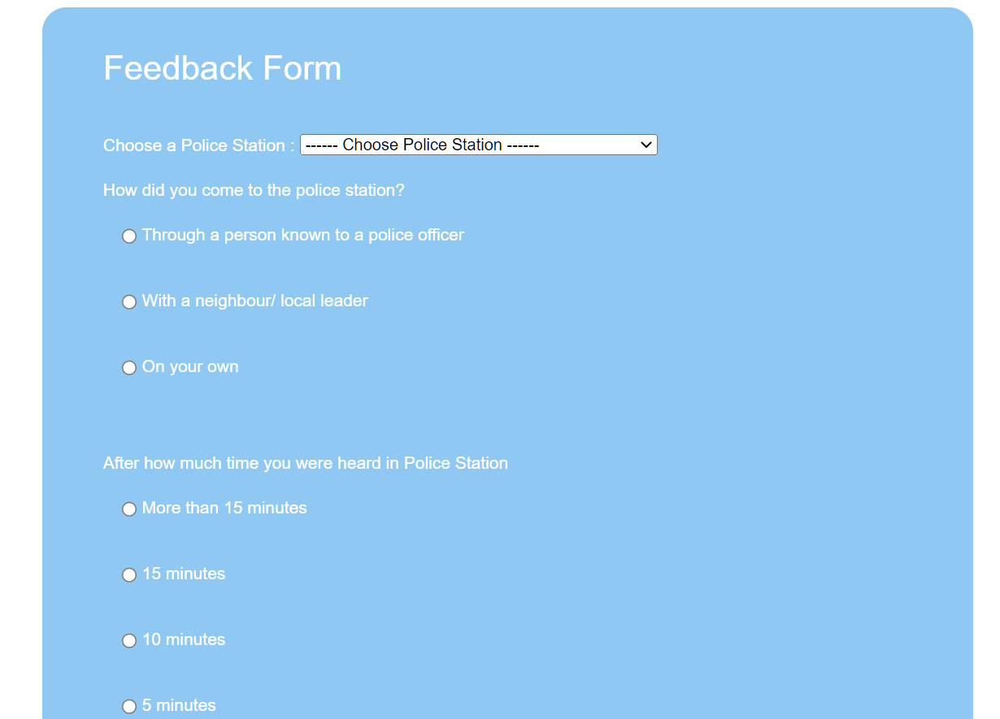 Feedback Form
Choose a Police Station : ------ Choose Police Station ------
How did you come to the police station?
Through a person known to a police officer
With a neighbour/ local leader
On your own
After how much time you were heard in Police Station
More than 15 minutes
15 minutes
10 minutes
5 minutes